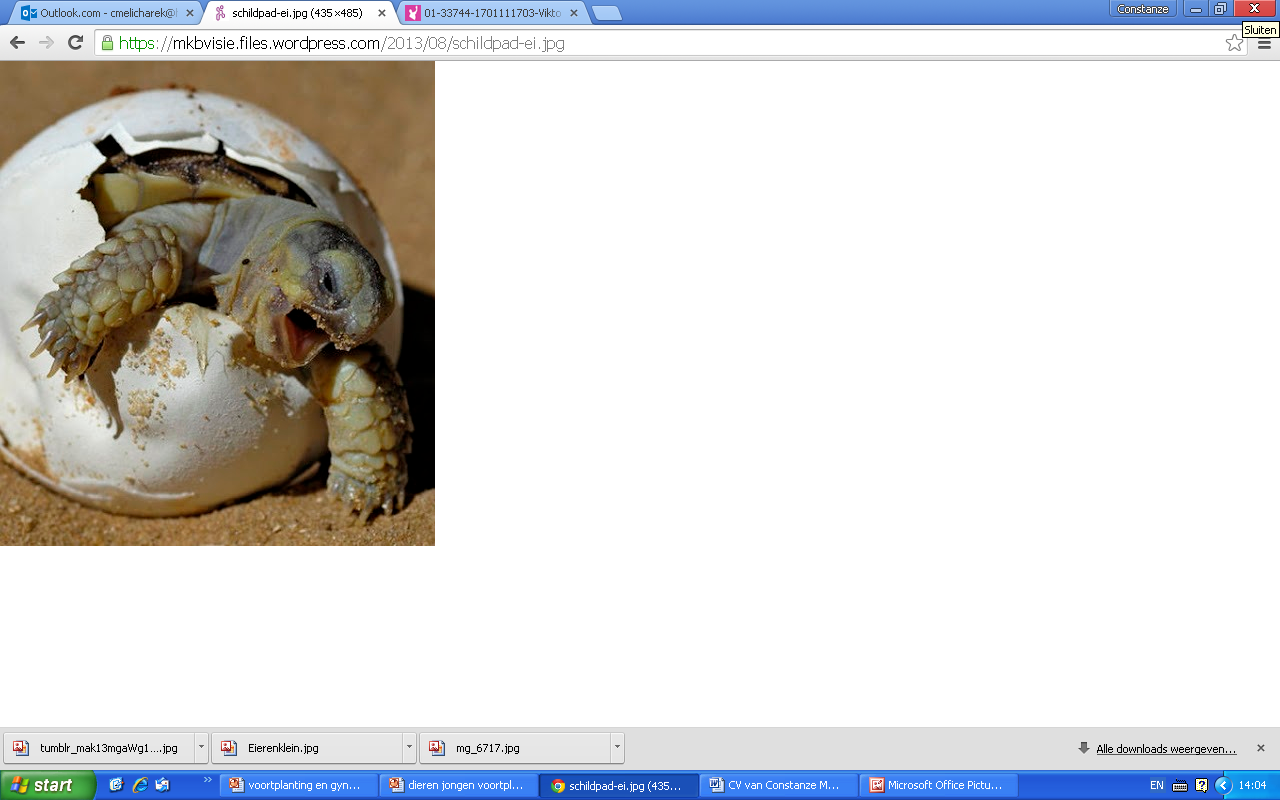 Outlook.com - cmelicharek@
schildpad-ei.jpg (435×485)
01-33744-1701111703-Vikto
Constanze
Sluiten
https://mkbvisie.files.wordpress.com/2013/08/schildpad-ei.jpg
tumblr_mak13mgaWg1....jpg
Eierenklein.jpg
mg_6717.jpg
Alle downloads weergeven...
start
voortplanting en gyn...
dieren jongen voortpl...
schildpad-ei.jpg (435...
CV van Constanze M...
Microsoft Office Pictu...
EN
14:04